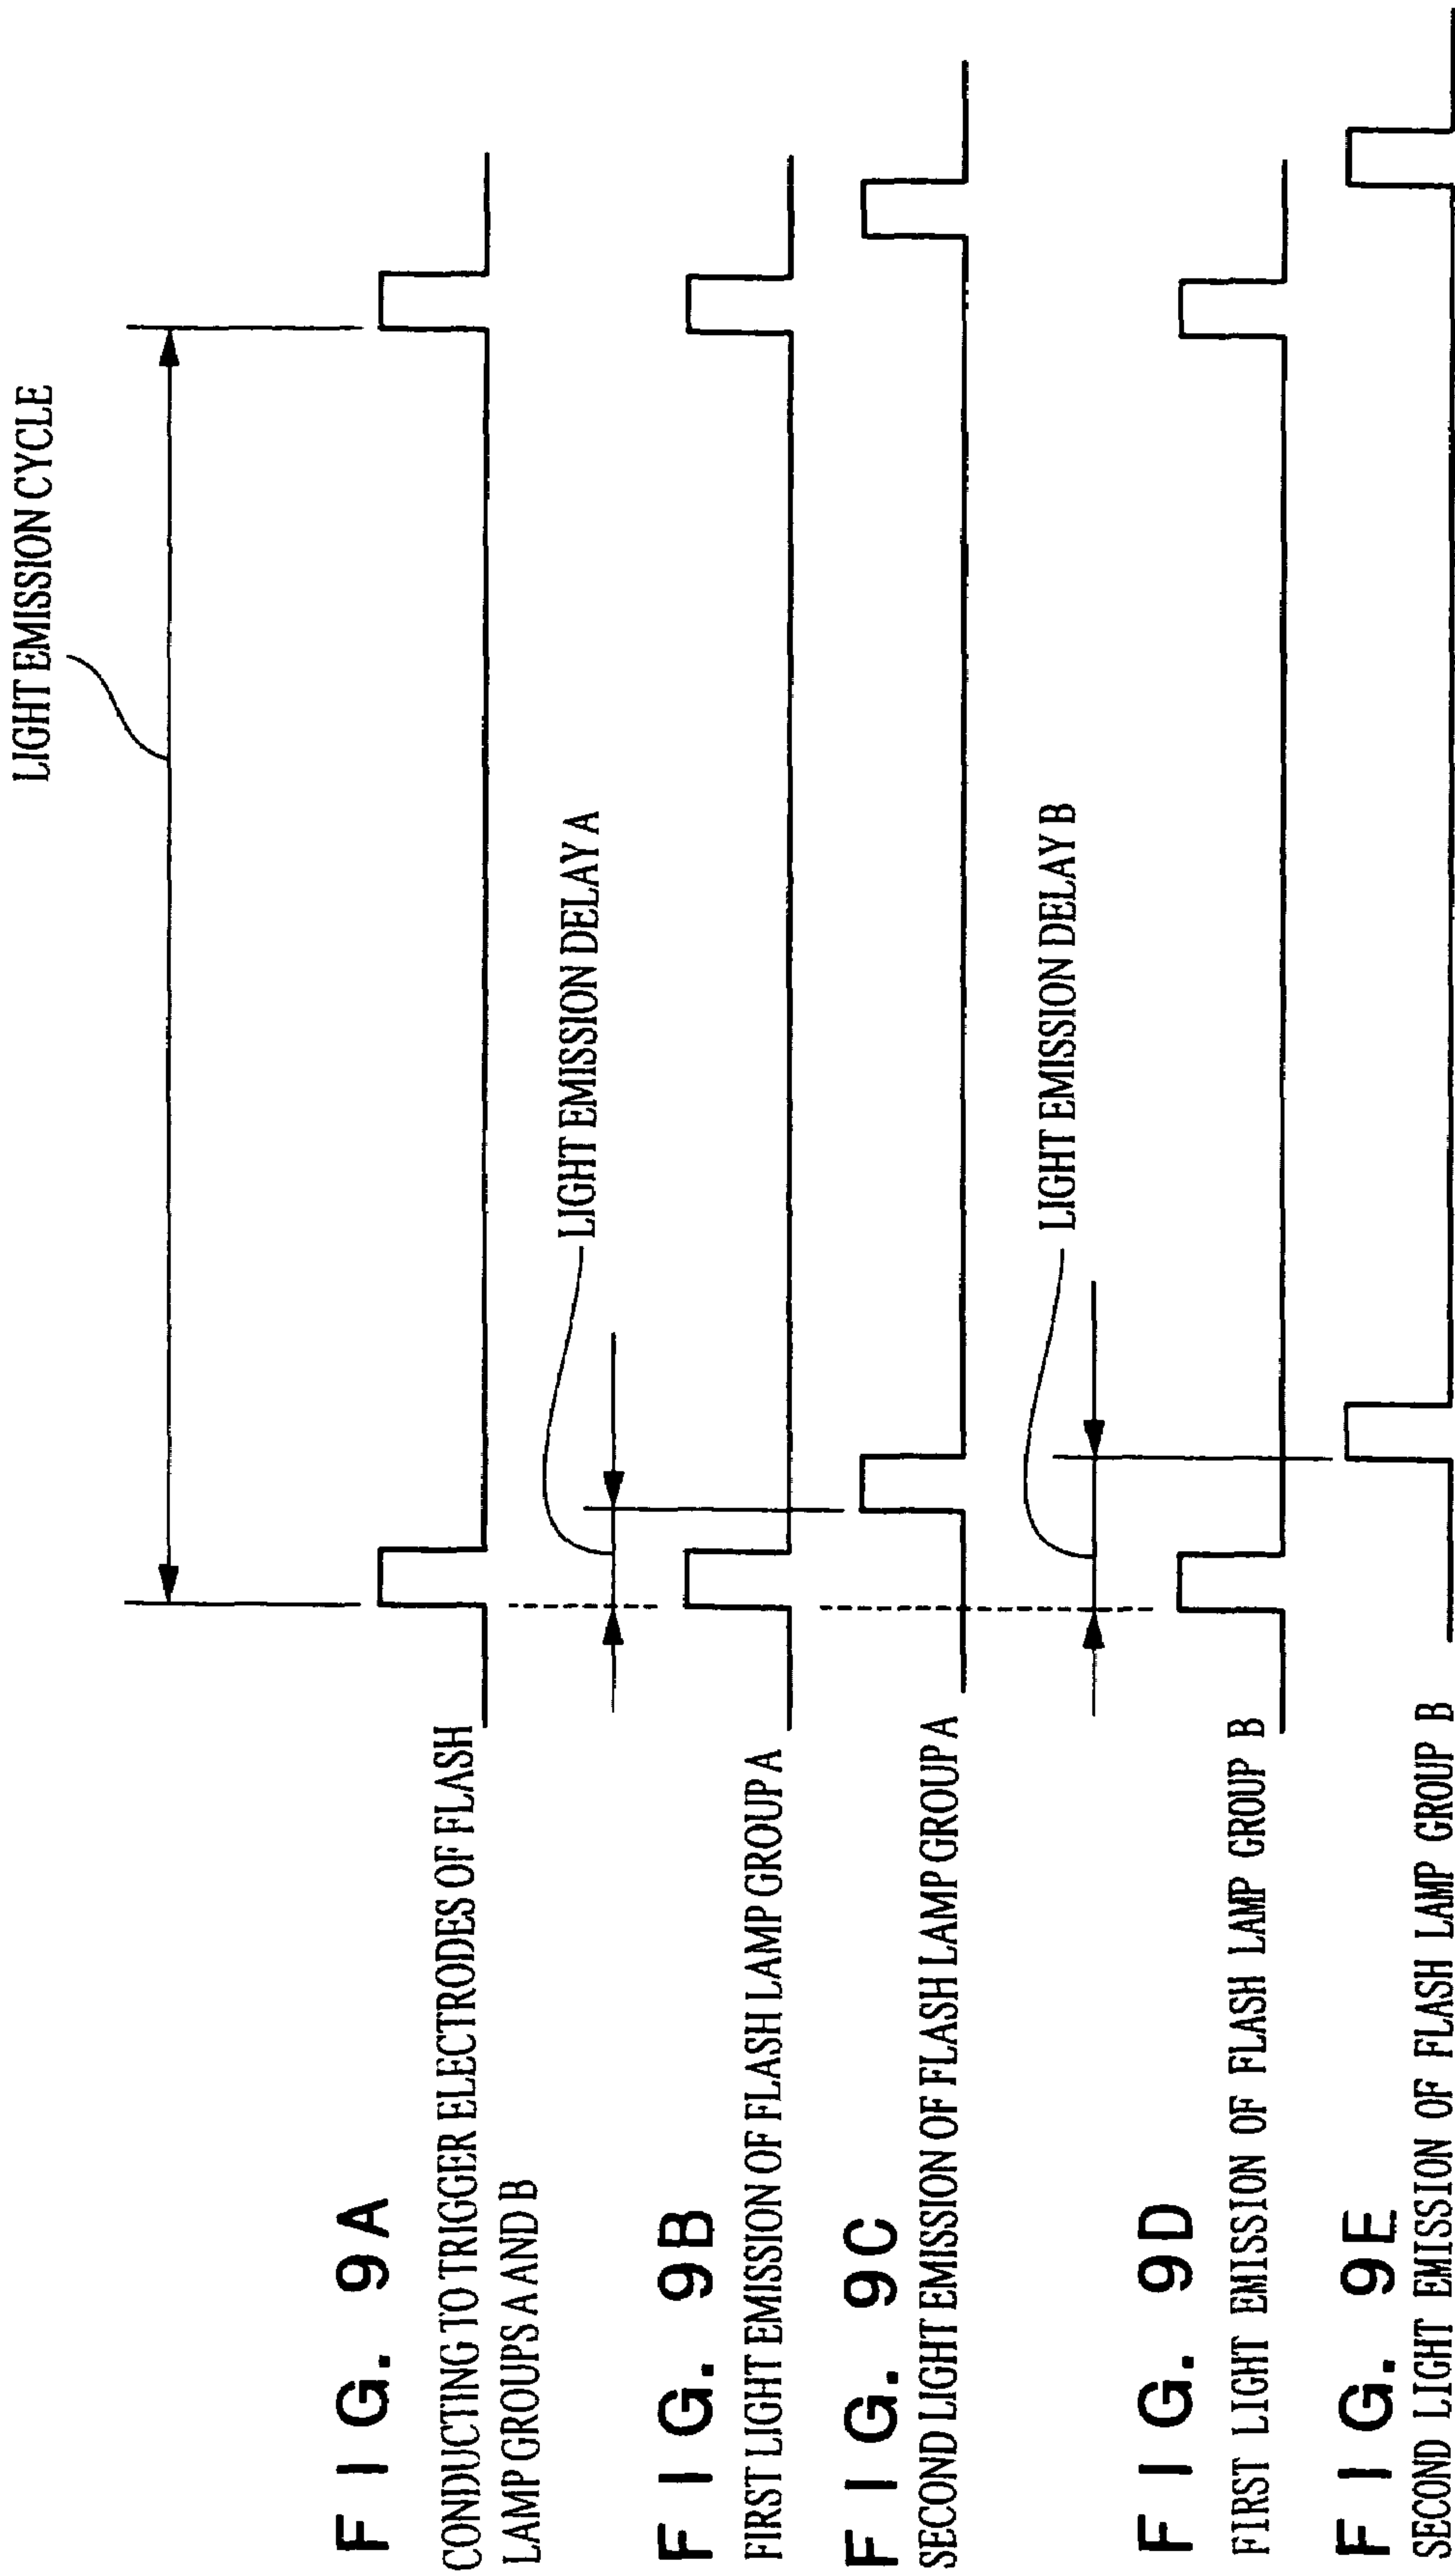 LIGHT EMISSION CYCLE
F I G. 9A
CONDUCTING TO TRIGGER ELECTRODES OF FLASH
LAMP GROUPS A AND B
LIGHT EMISSION DELAY A
F I G. 9B
FIRST LIGHT EMISSION OF FLASH LAMP GROUP A
F I G. 9C
SECOND LIGHT EMISSION OF FLASH LAMP GROUP A
LIGHT EMISSION DELAY B
F I G. 9D
FIRST LIGHT EMISSION OF FLASH LAMP GROUP B
F I G. 9E
SECOND LIGHT EMISSION OF FLASH LAMP GROUP B